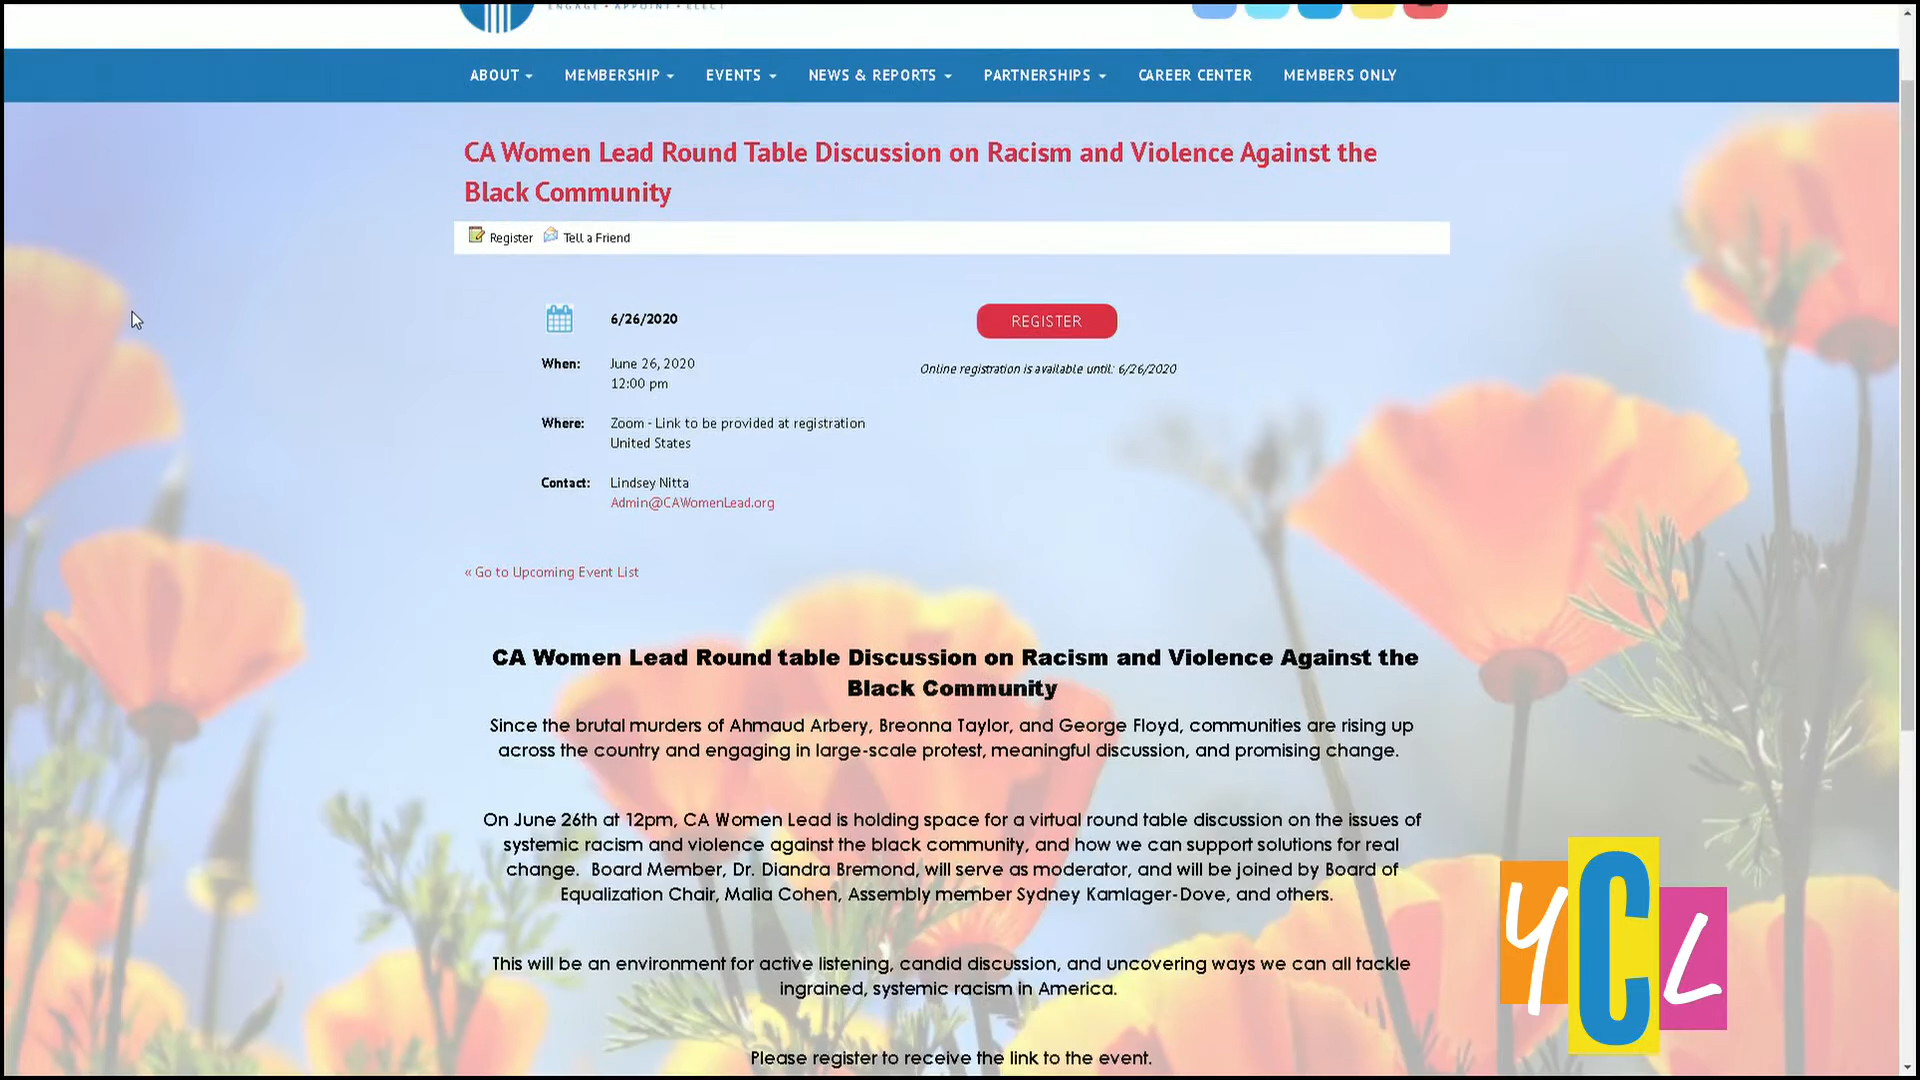 ENGAGE • APPOINT • ELECT
ABOUT MEMBERSHIP EVENTS NEWS & REPORTS PARTNERSHIPS CAREER CENTER MEMBERS ONLY
CA Women Lead Round Table Discussion on Racism and Violence Against the
Black Community
Register Tell a Friend
6/26/2020
REGISTER
When: June 26, 2020
12:00 pm
Online registration is available until: 6/26/2020
Where: Zoom - Link to be provided at registration
United States
Contact: Lindsey Nitta
Admin@CAWomenLead.org
« Go to Upcoming Event List
CA Women Lead Round table Discussion on Racism and Violence Against the
Black Community
Since the brutal murders of Ahmaud Arbery, Breonna Taylor, and George Floyd, communities are rising up
across the country and engaging in large-scale protest, meaningful discussion, and promising change.
On June 26th at 12pm, CA Women Lead is holding space for a virtual round table discussion on the issues of
systemic racism and violence against the black community, and how we can support solutions for real
change. Board Member, Dr. Diandra Bremond, will serve as moderator, and will be joined by Board of
Equalization Chair, Malia Cohen, Assembly member Sydney Kamlager-Dove, and others.
This will be an environment for active listening, candid discussion, and uncovering ways we can all tackle
ingrained, systemic racism in America.
Please register to receive the link to the event.
YCL